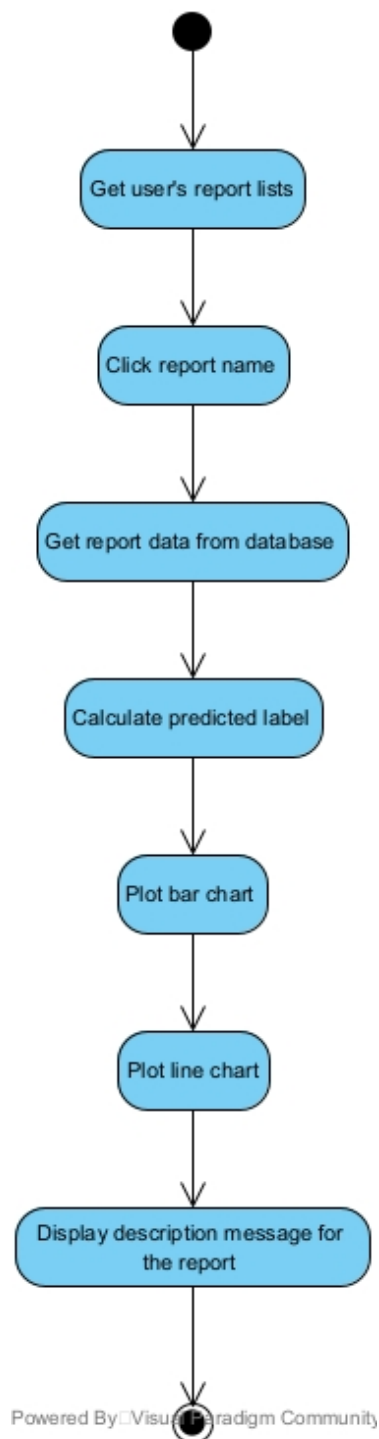 Get user's report lists
Click report name
Get report data from database
Calculate predicted label
Plot bar chart
Plot line chart
Display description message for
the report
Powered By Visual Paradigm Community